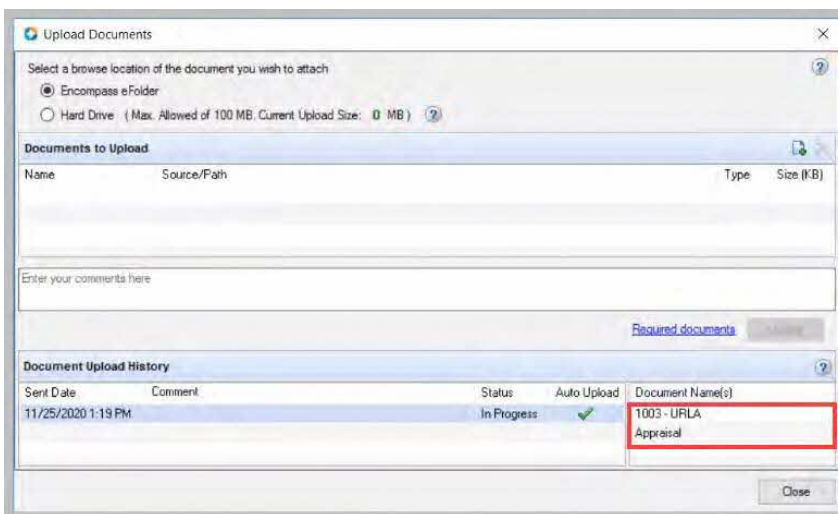 Upload Documents
Select a browse location of the document you wish to attach
Encompass eFolder
Hard Drive ( Max. Allowed of 100 MB. Current Upload Size: 0 MB )
Documents to Upload
Name Source/Path Type Size (KB)
Enter your comments here
Required documents
Document Upload History
Sent Date Comment Status Auto Upload Document Name(s)
11/25/2020 1:19 PM In Progress 1003 - URLA
Appraisal
Close